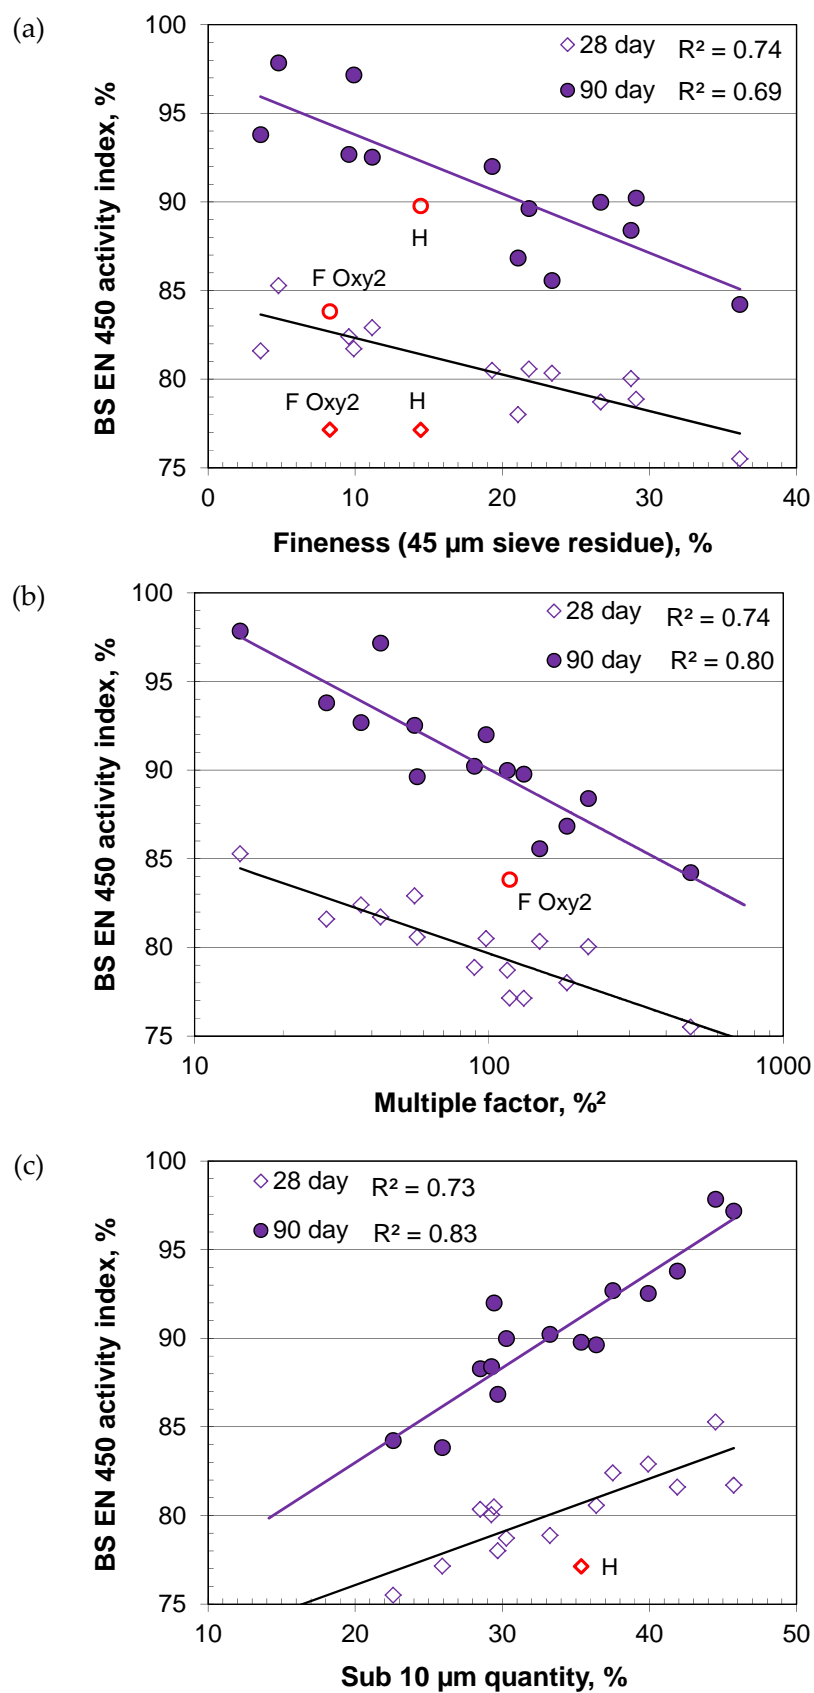 (a)
100
95
90
85
80
75
BS EN 450 activity index, %
28 day R² = 0.74
90 day R² = 0.69
H
F Oxy2
F Oxy2 H
0 10 20 30 40
Fineness (45 µm sieve residue), %
(b)
100
95
90
85
80
75
BS EN 450 activity index, %
28 day R² = 0.74
90 day R² = 0.80
F Oxy2
10 100 1000
Multiple factor, %²
(c)
100
95
90
85
80
75
BS EN 450 activity index, %
28 day R² = 0.73
90 day R² = 0.83
H
10 20 30 40 50
Sub 10 µm quantity, %